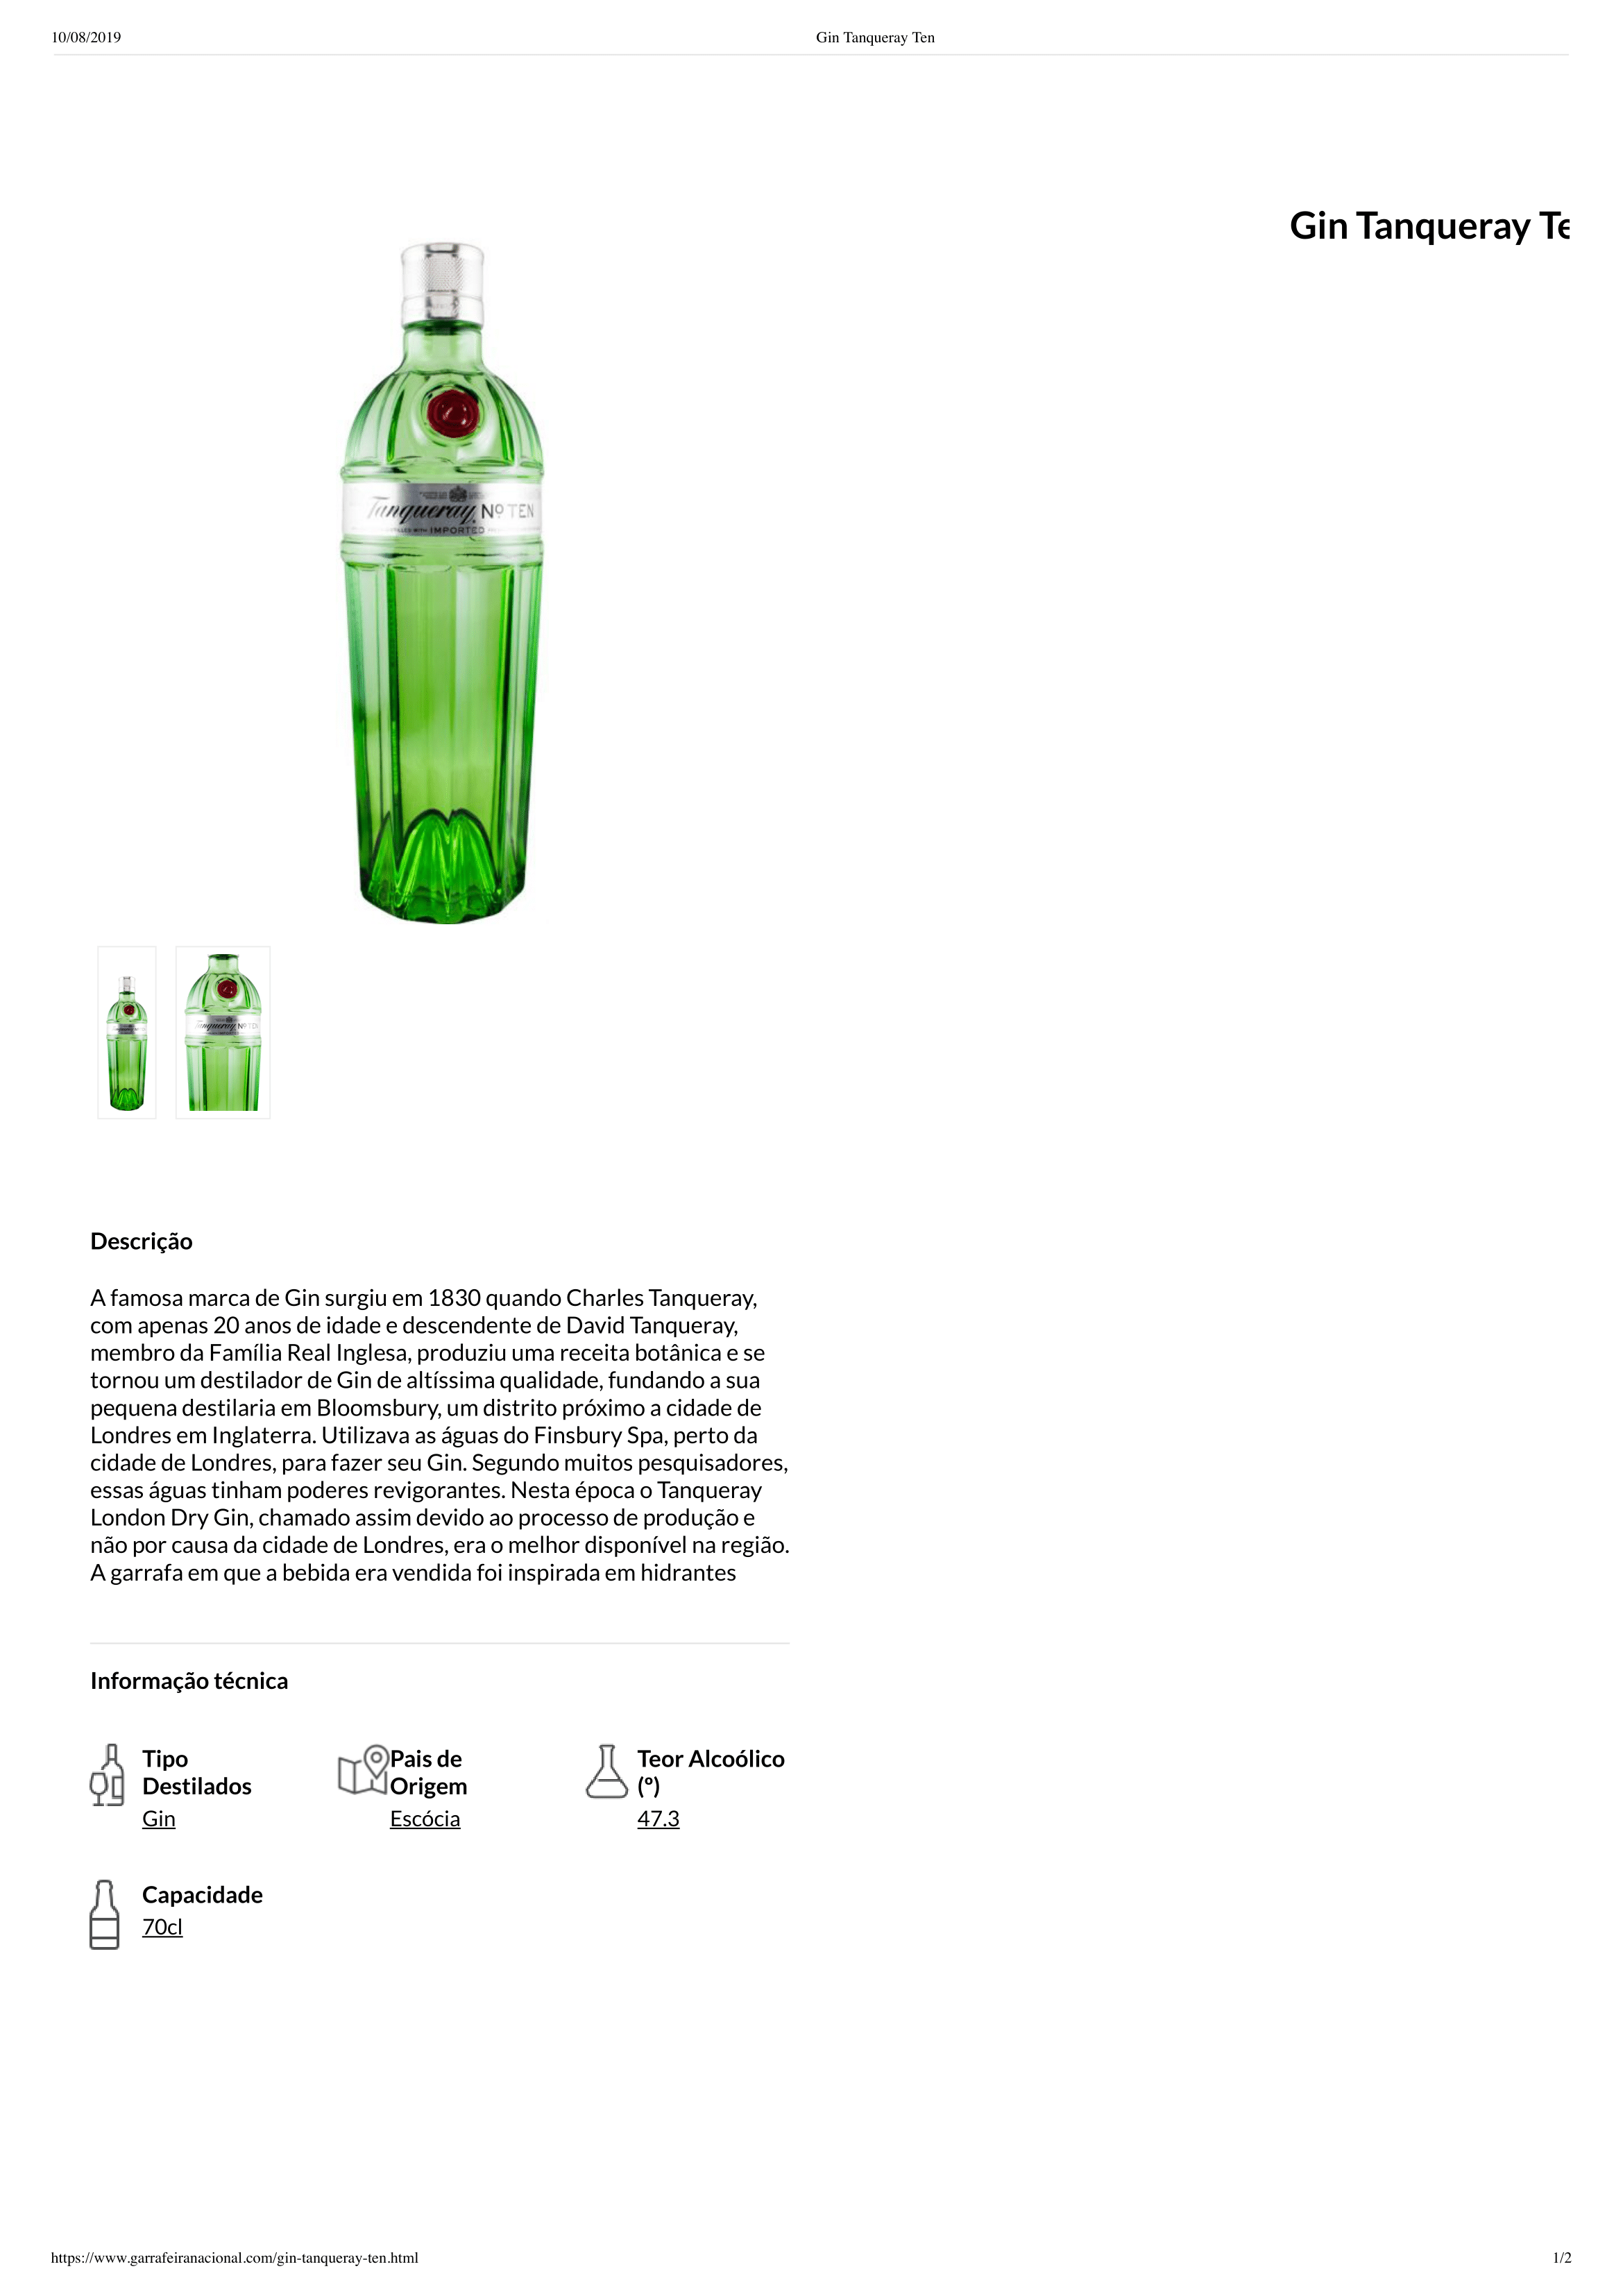 10/08/2019
Gin Tanqueray Ten
Gin Tanqueray Te
Tanqueray Nº TEN
IMPORTED
Tanqueray Nº TEN
Descrição
A famosa marca de Gin surgiu em 1830 quando Charles Tanqueray,
com apenas 20 anos de idade e descendente de David Tanqueray,
membro da Família Real Inglesa, produziu uma receita botânica e se
tornou um destilador de Gin de altíssima qualidade, fundando a sua
pequena destilaria em Bloomsbury, um distrito próximo a cidade de
Londres em Inglaterra. Utilizava as águas do Finsbury Spa, perto da
cidade de Londres, para fazer seu Gin. Segundo muitos pesquisadores,
essas águas tinham poderes revigorantes. Nesta época o Tanqueray
London Dry Gin, chamado assim devido ao processo de produção e
não por causa da cidade de Londres, era o melhor disponível na região.
A garrafa em que a bebida era vendida foi inspirada em hidrantes
Informação técnica
Tipo
Destilados
Gin
Pais de
Origem
Escócia
Teor Alcoólico
(º)
47.3
Capacidade
70cl
https://www.garrafeiranacional.com/gin-tanqueray-ten.html
1/2